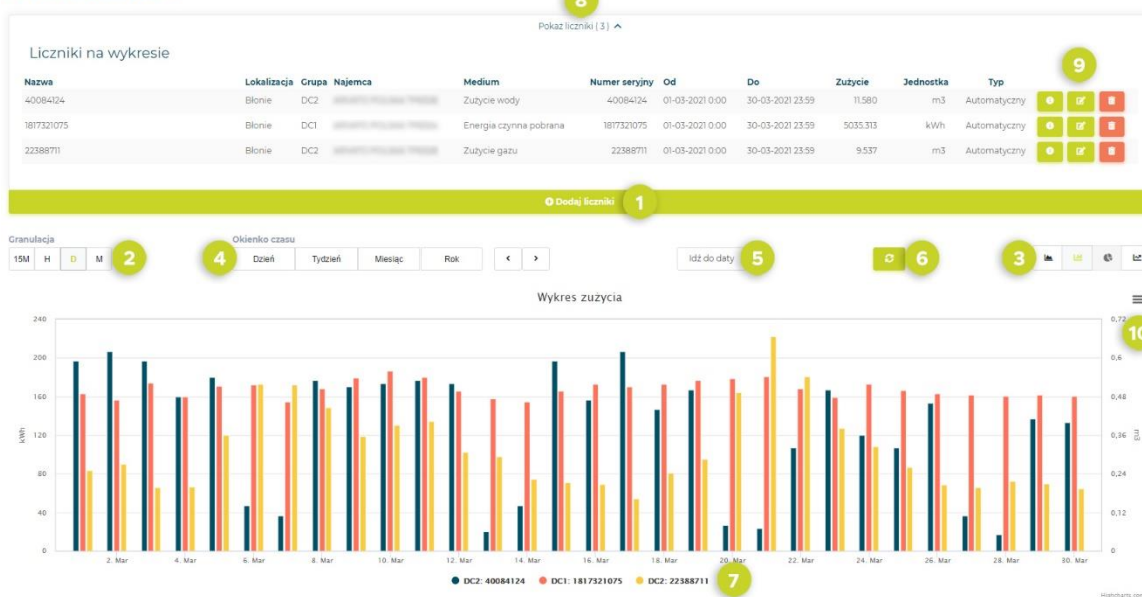 8
Pokaż liczniki ( 3 )
Liczniki na wykresie
9
Nazwa Lokalizacja Grupa Najemca Medium Numer seryjny Od Do Zużycie Jednostka Typ
40084124 Błonie DC2 Zużycie wody 40084124 01-03-2021 0:00 30-03-2021 23:59 11.580 m3 Automatyczny
1817321075 Błonie DC1 Energia czynna pobrana 1817321075 01-03-2021 0:00 30-03-2021 23:59 5035.313 kWh Automatyczny
22388711 Błonie DC2 Zużycie gazu 22388711 01-03-2021 0:00 30-03-2021 23:59 9.537 m3 Automatyczny
Dodaj liczniki 1
Granulacja Okienko czasu
15M H D M 2 4 Dzień Tydzień Miesiąc Rok < > Idź do daty 5 6 3
Wykres zużycia
10
240 0,72
200 0,6
160 0,48
120 0,36
80 0,24
40 0,12
0 0
kWh
m3
2. Mar 4. Mar 6. Mar 8. Mar 10. Mar 12. Mar 14. Mar 16. Mar 18. Mar 20. Mar 22. Mar 24. Mar 26. Mar 28. Mar 30. Mar
DC2: 40084124 DC1: 1817321075 DC2: 22388711 7